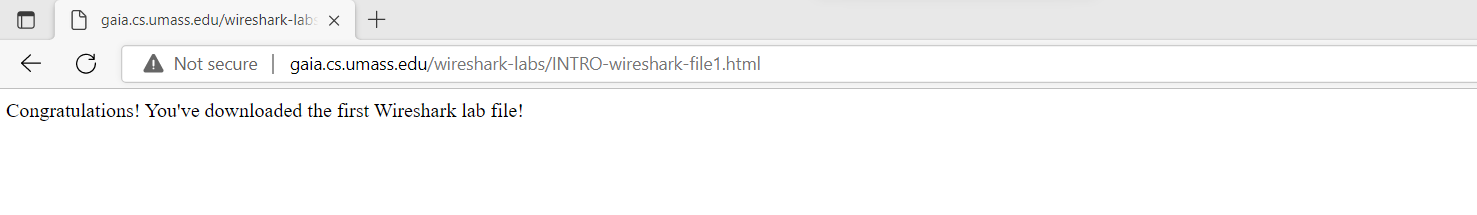 gaia.cs.umass.edu/wireshark-lab
Not secure | gaia.cs.umass.edu/wireshark-labs/INTRO-wireshark-file1.html
Congratulations! You've downloaded the first Wireshark lab file!